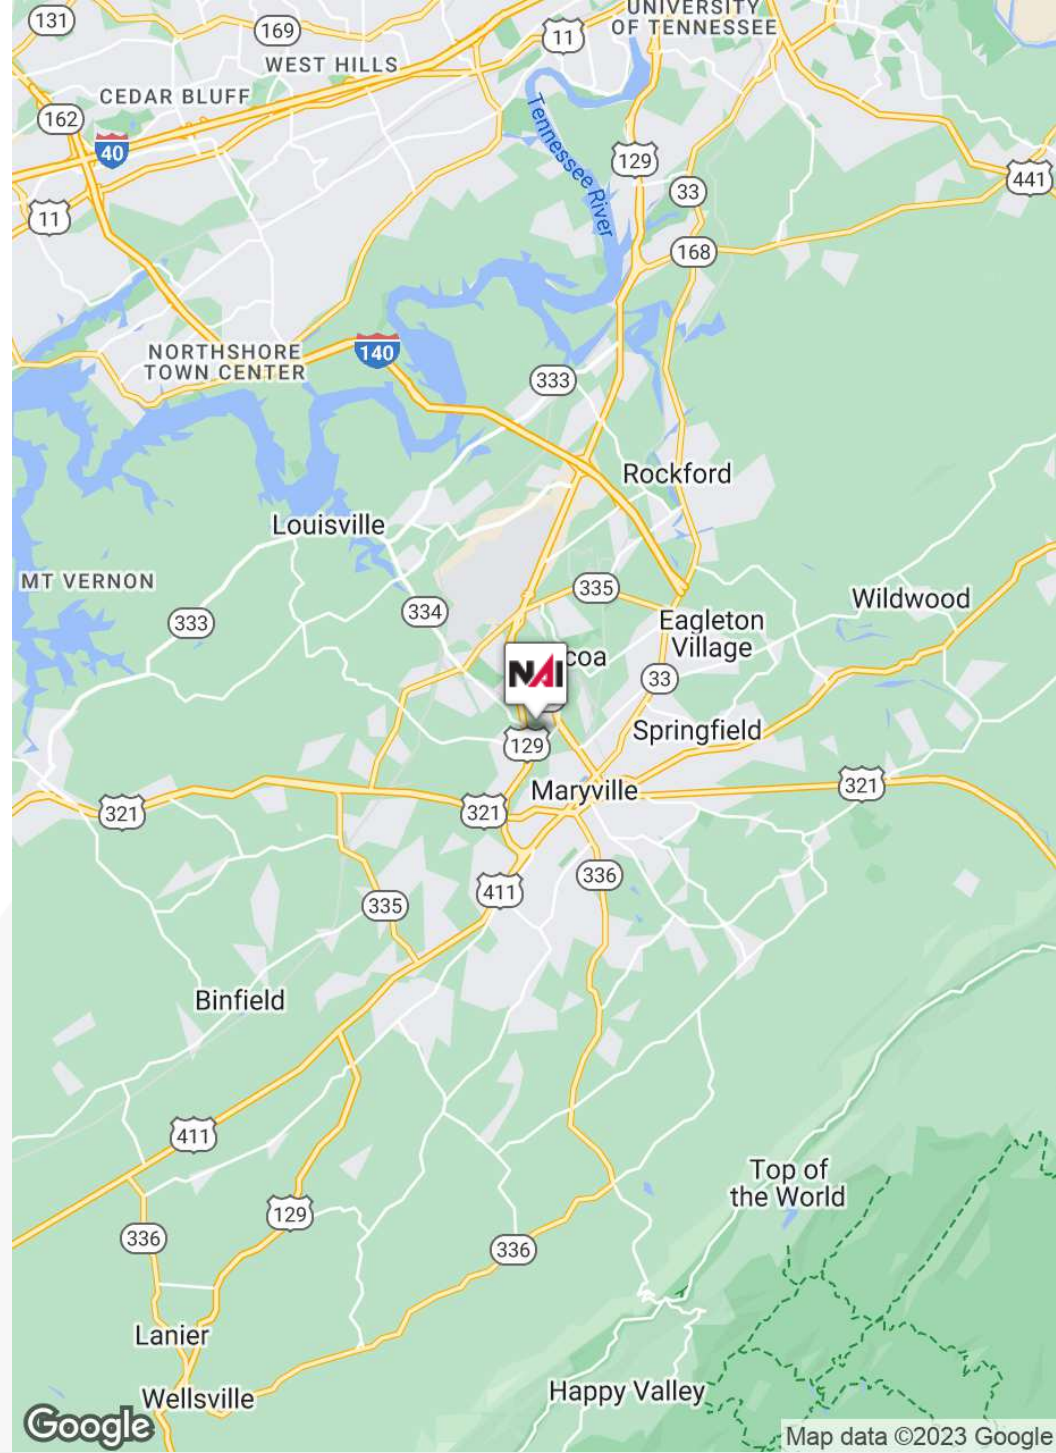 131
169
11
UNIVERSITY
OF TENNESSEE
WEST HILLS
CEDAR BLUFF
162
40
Tennessee River
129
33
441
11
168
NORTHSHORE
TOWN CENTER
140
333
Rockford
Louisville
MT VERNON
335
Wildwood
333
334
Eagleton
Village
NAI
coa
33
Springfield
129
Maryville
321
321
321
411
336
335
Binfield
411
Top of
the World
129
336
336
Lanier
Wellsville
Happy Valley
Google
Map data ©2023 Google